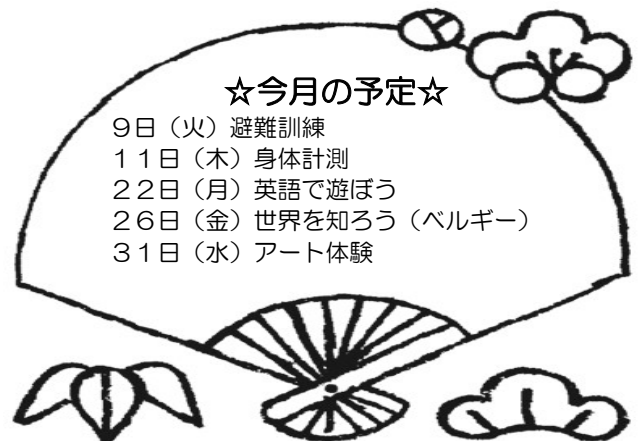 ☆今月の予定☆
９日（火）避難訓練
１１日（木）身体計測
２２日（月）英語で遊ぼう
２６日（金）世界を知ろう（ベルギー）
３１日（水）アート体験